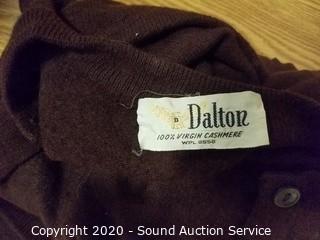 D Dalton
100% VIRGIN CASHMERE
WPL 8558
Copyright 2020 - Sound Auction Service